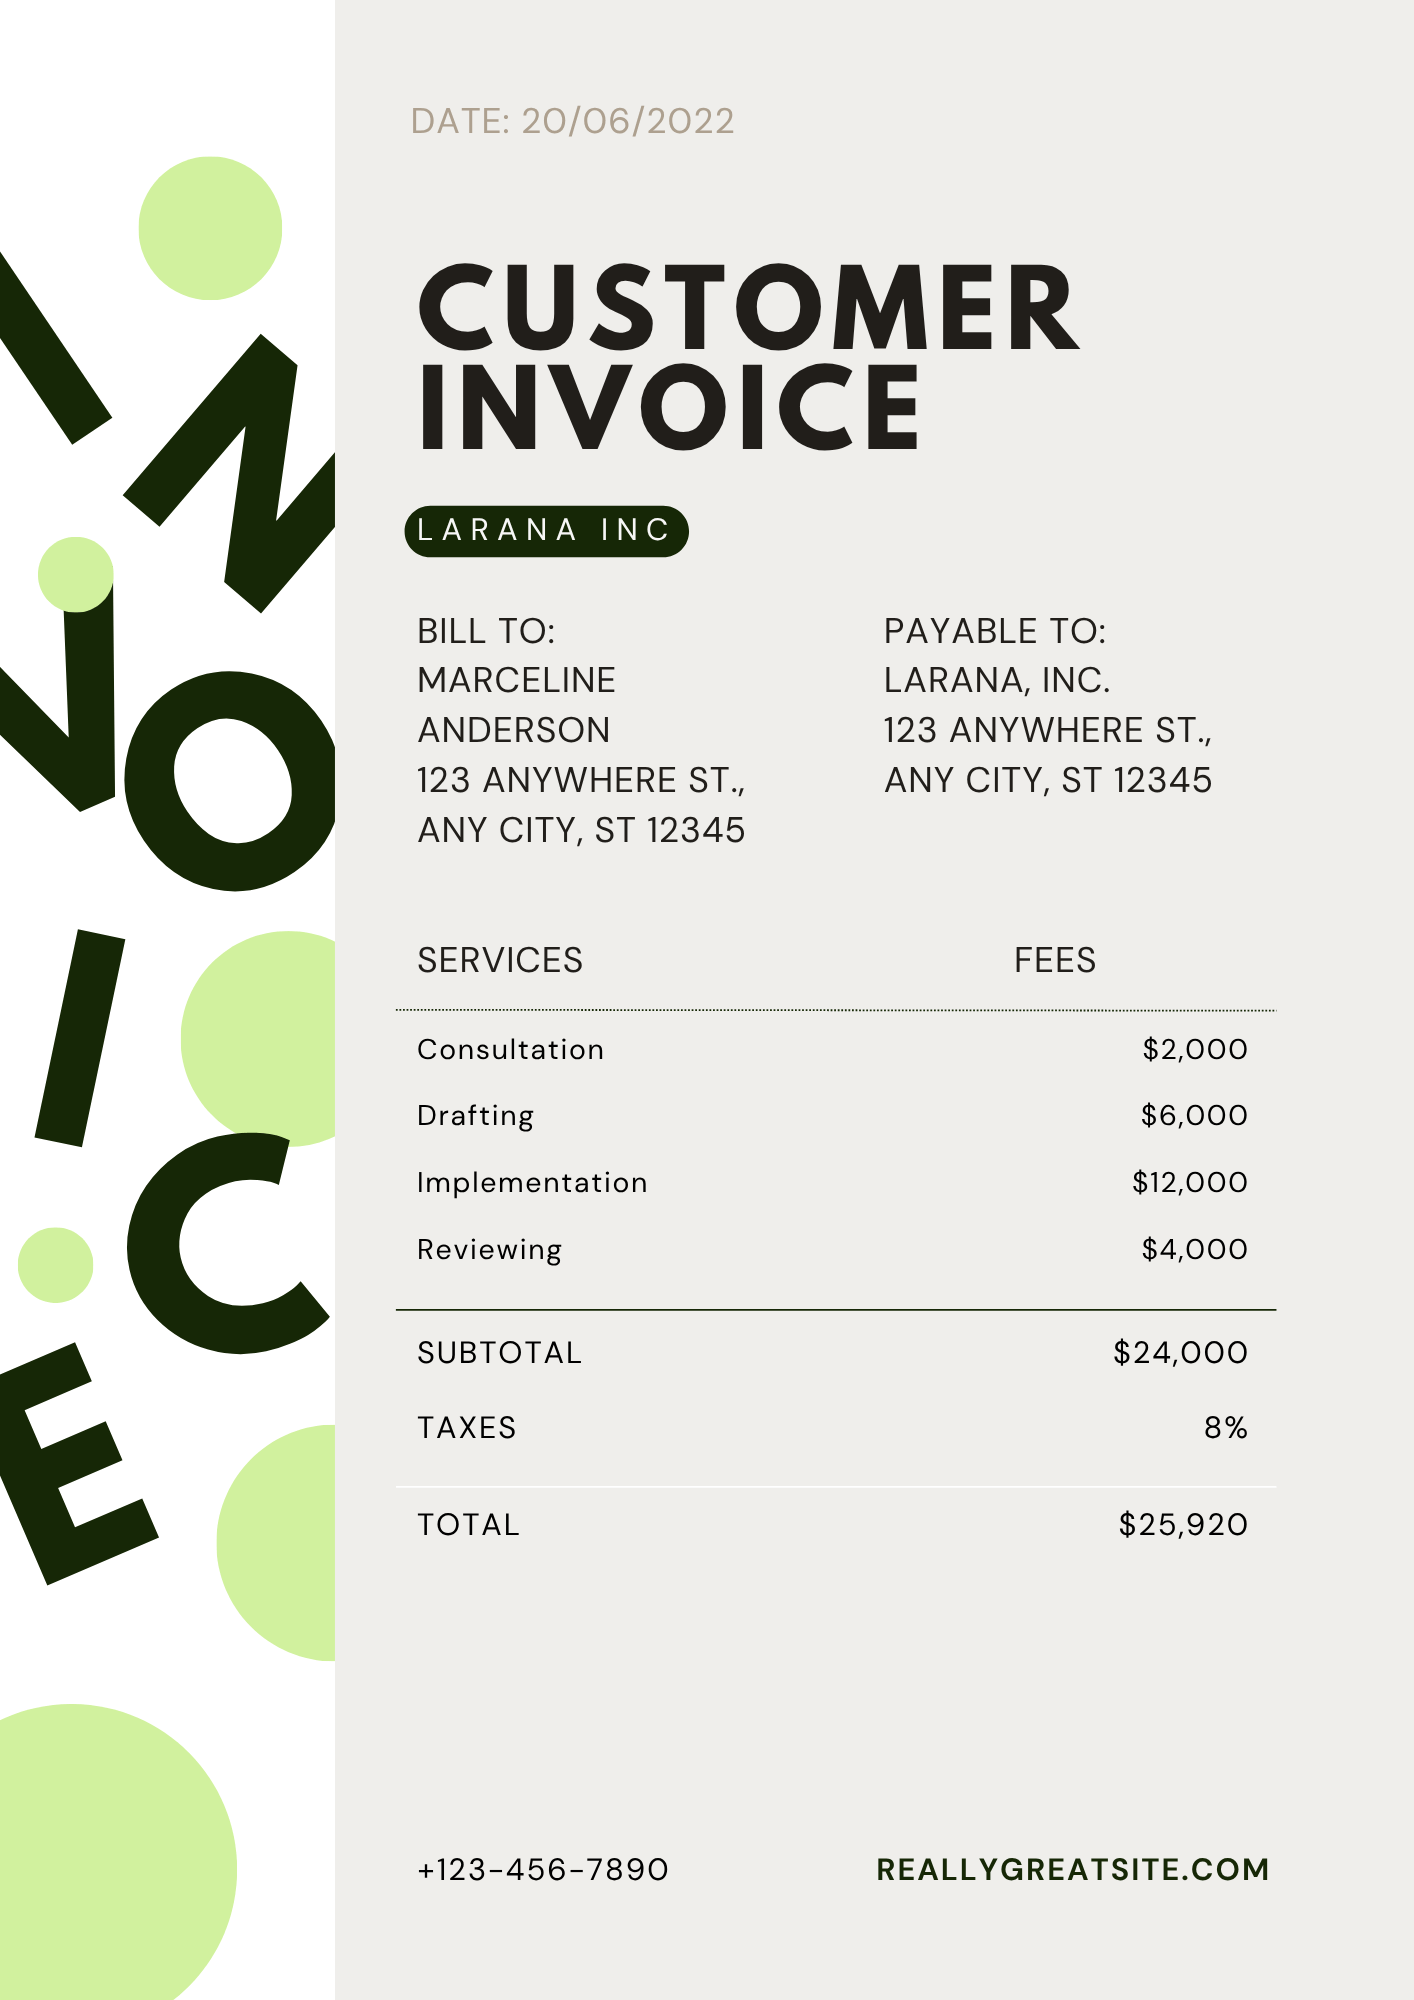 I
N
V
O
I
C
E
DATE: 20/06/2022
CUSTOMER
INVOICE
LARANA INC
BILL TO:
MARCELINE
ANDERSON
123 ANYWHERE ST.,
ANY CITY, ST 12345
PAYABLE TO:
LARANA, INC.
123 ANYWHERE ST.,
ANY CITY, ST 12345
SERVICES FEES
Consultation $2,000
Drafting $6,000
Implementation $12,000
Reviewing $4,000
SUBTOTAL $24,000
TAXES 8%
TOTAL $25,920
+123-456-7890 REALLYGREATSITE.COM